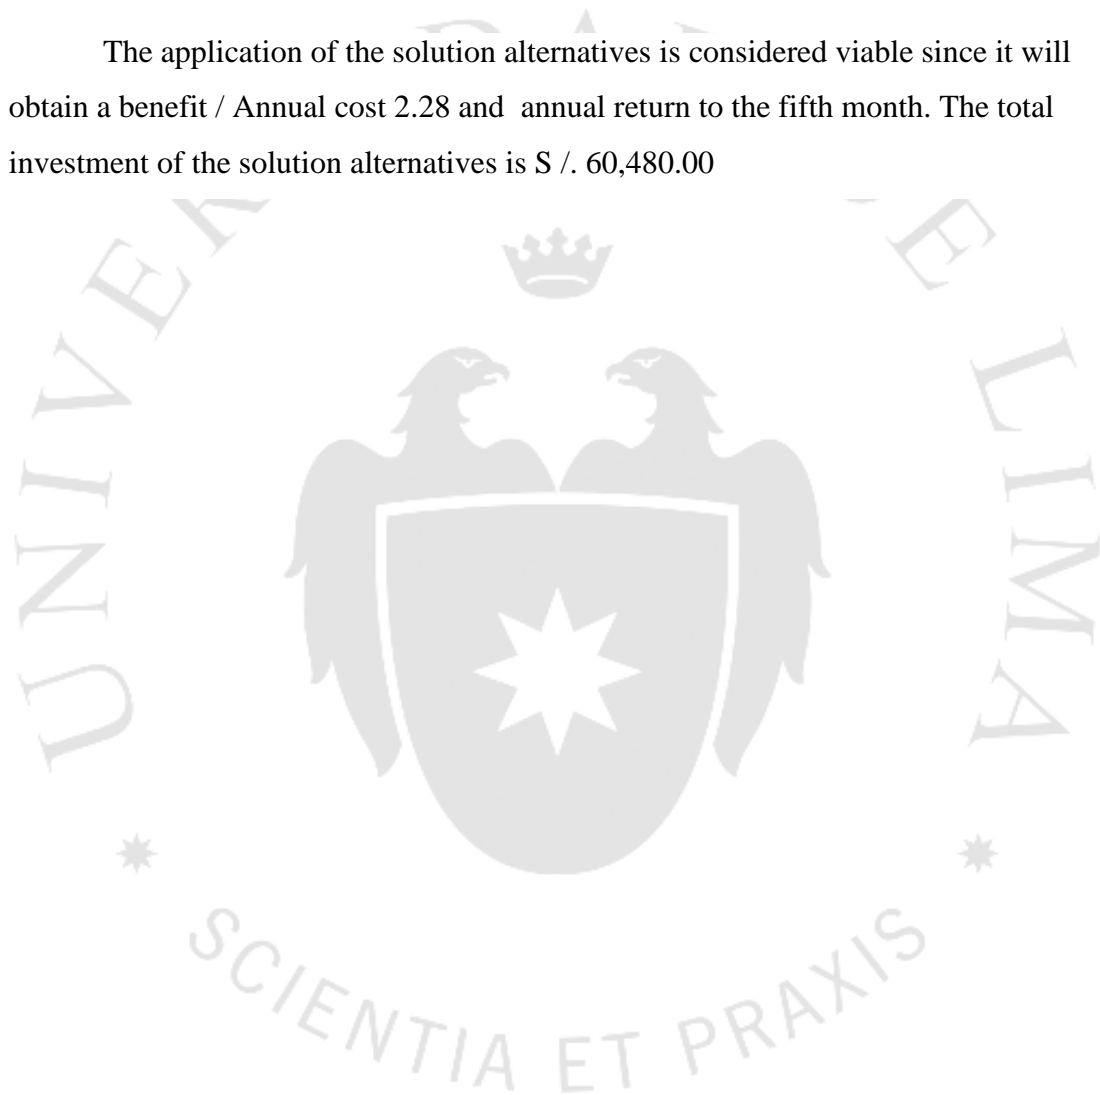 The application of the solution alternatives is considered viable since it will
obtain a benefit / Annual cost 2.28 and  annual return to the fifth month. The total
investment of the solution alternatives is S /. 60,480.00
UNIVER
DE LIMA
SCIENTIA ET PRAXIS